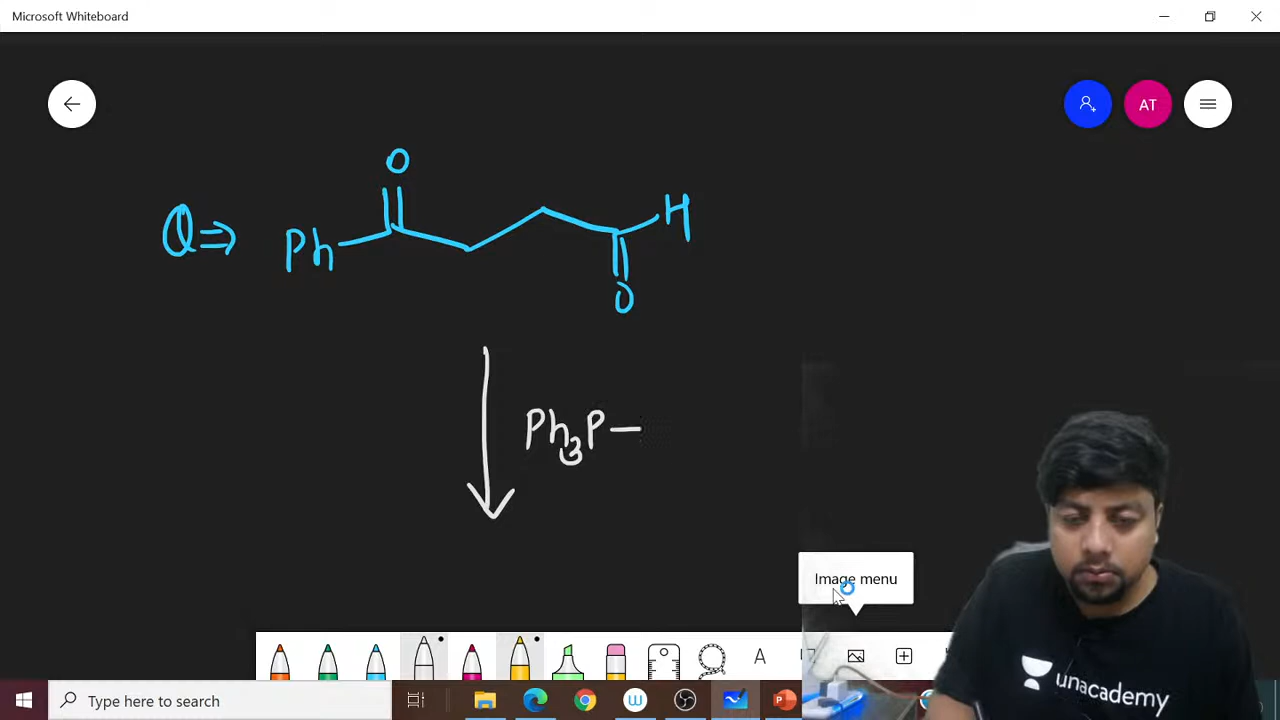 Microsoft Whiteboard
AT
O
Q⇒ Ph H
O
Ph3P—
Image menu
A
unacademy
Type here to search